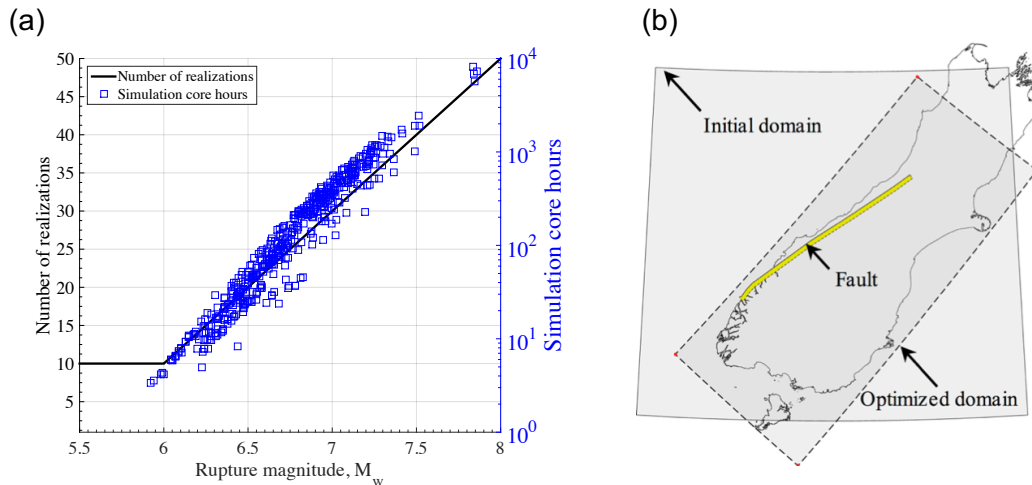 (a)
(b)
Number of realizations
Simulation core hours
50
45
40
35
30
25
20
15
10
5
10^4
10^3
10^2
10^1
10^0
Number of realizations
Simulation core hours
5.5
6
6.5
7
7.5
8
Rupture magnitude, M_w
Initial domain
Fault
Optimized domain